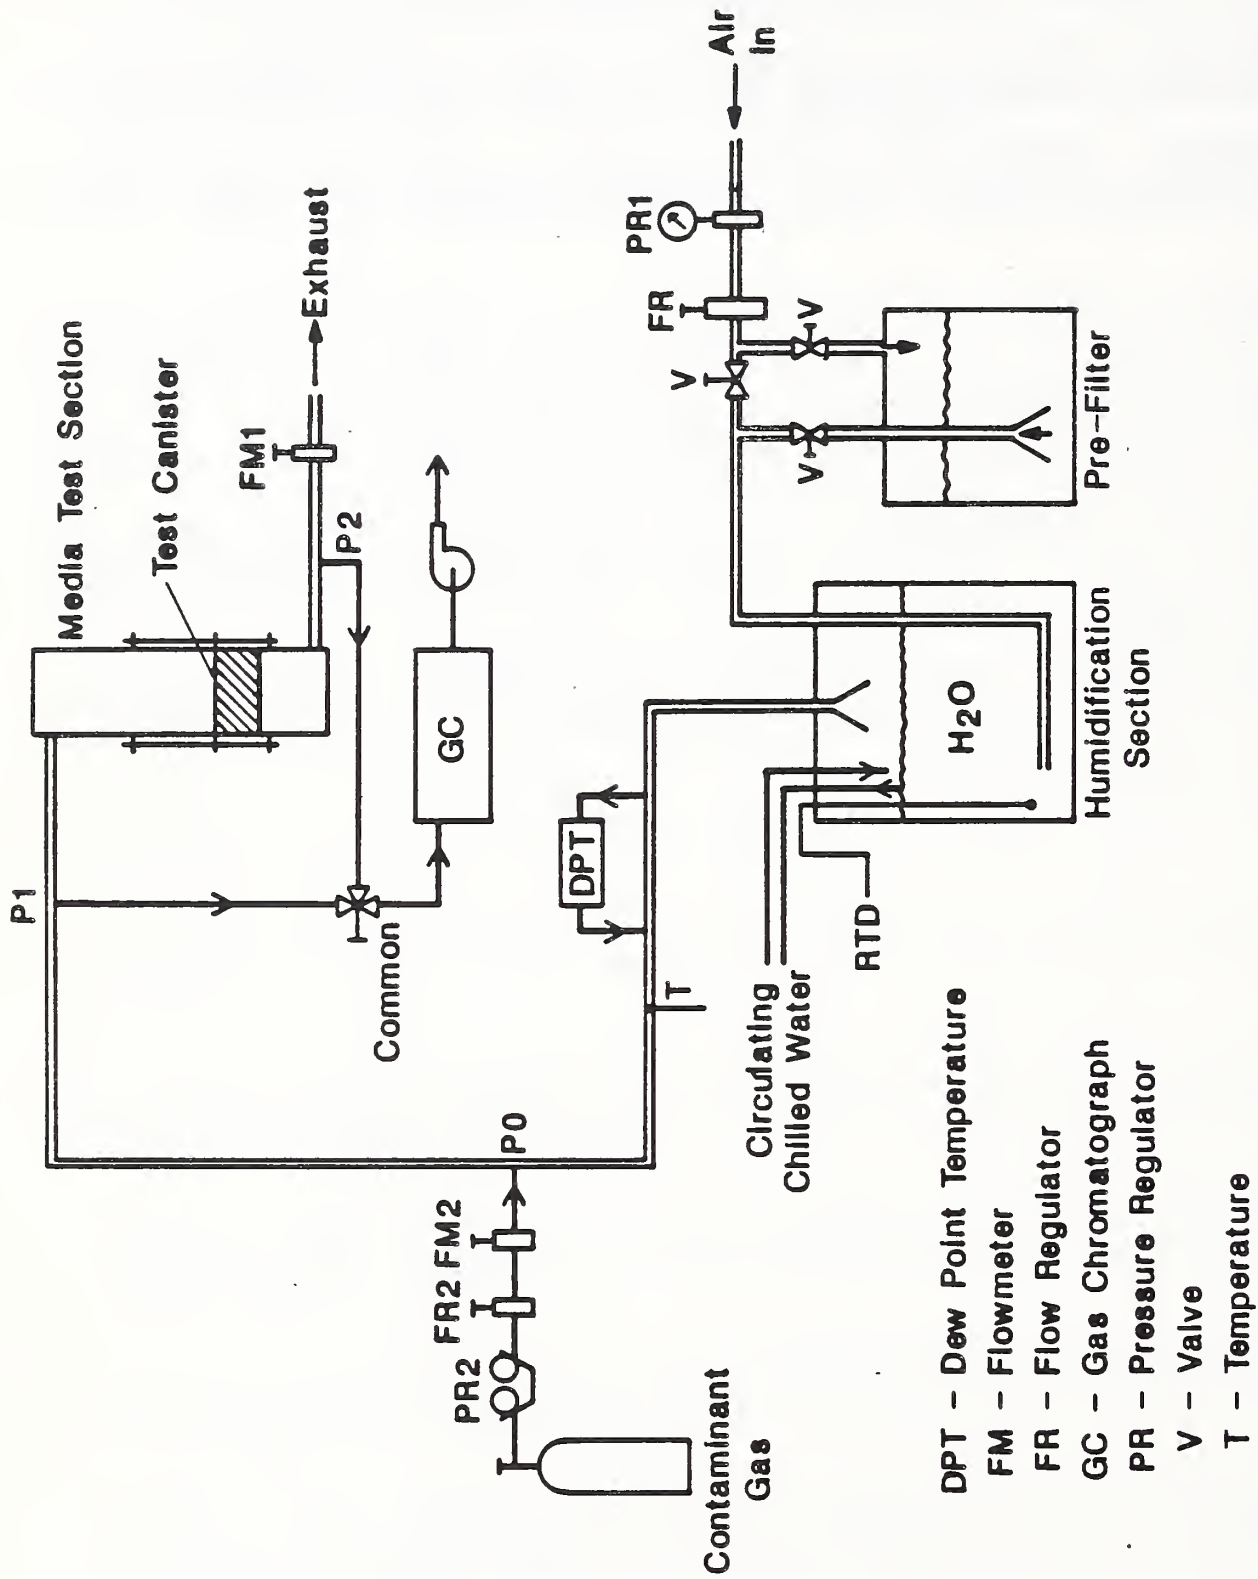 Media Test Section
Test Canister
P1
FM1
Exhaust
P2
Common
GC
PR2
FR2
FM2
P0
Contaminant
Gas
DPT
T
PR1
FR
Air
In
V
V
V
Circulating
Chilled Water
RTD
H2O
Humidification
Section
Pre-Filter
DPT - Dew Point Temperature
FM - Flowmeter
FR - Flow Regulator
GC - Gas Chromatograph
PR - Pressure Regulator
V - Valve
T - Temperature